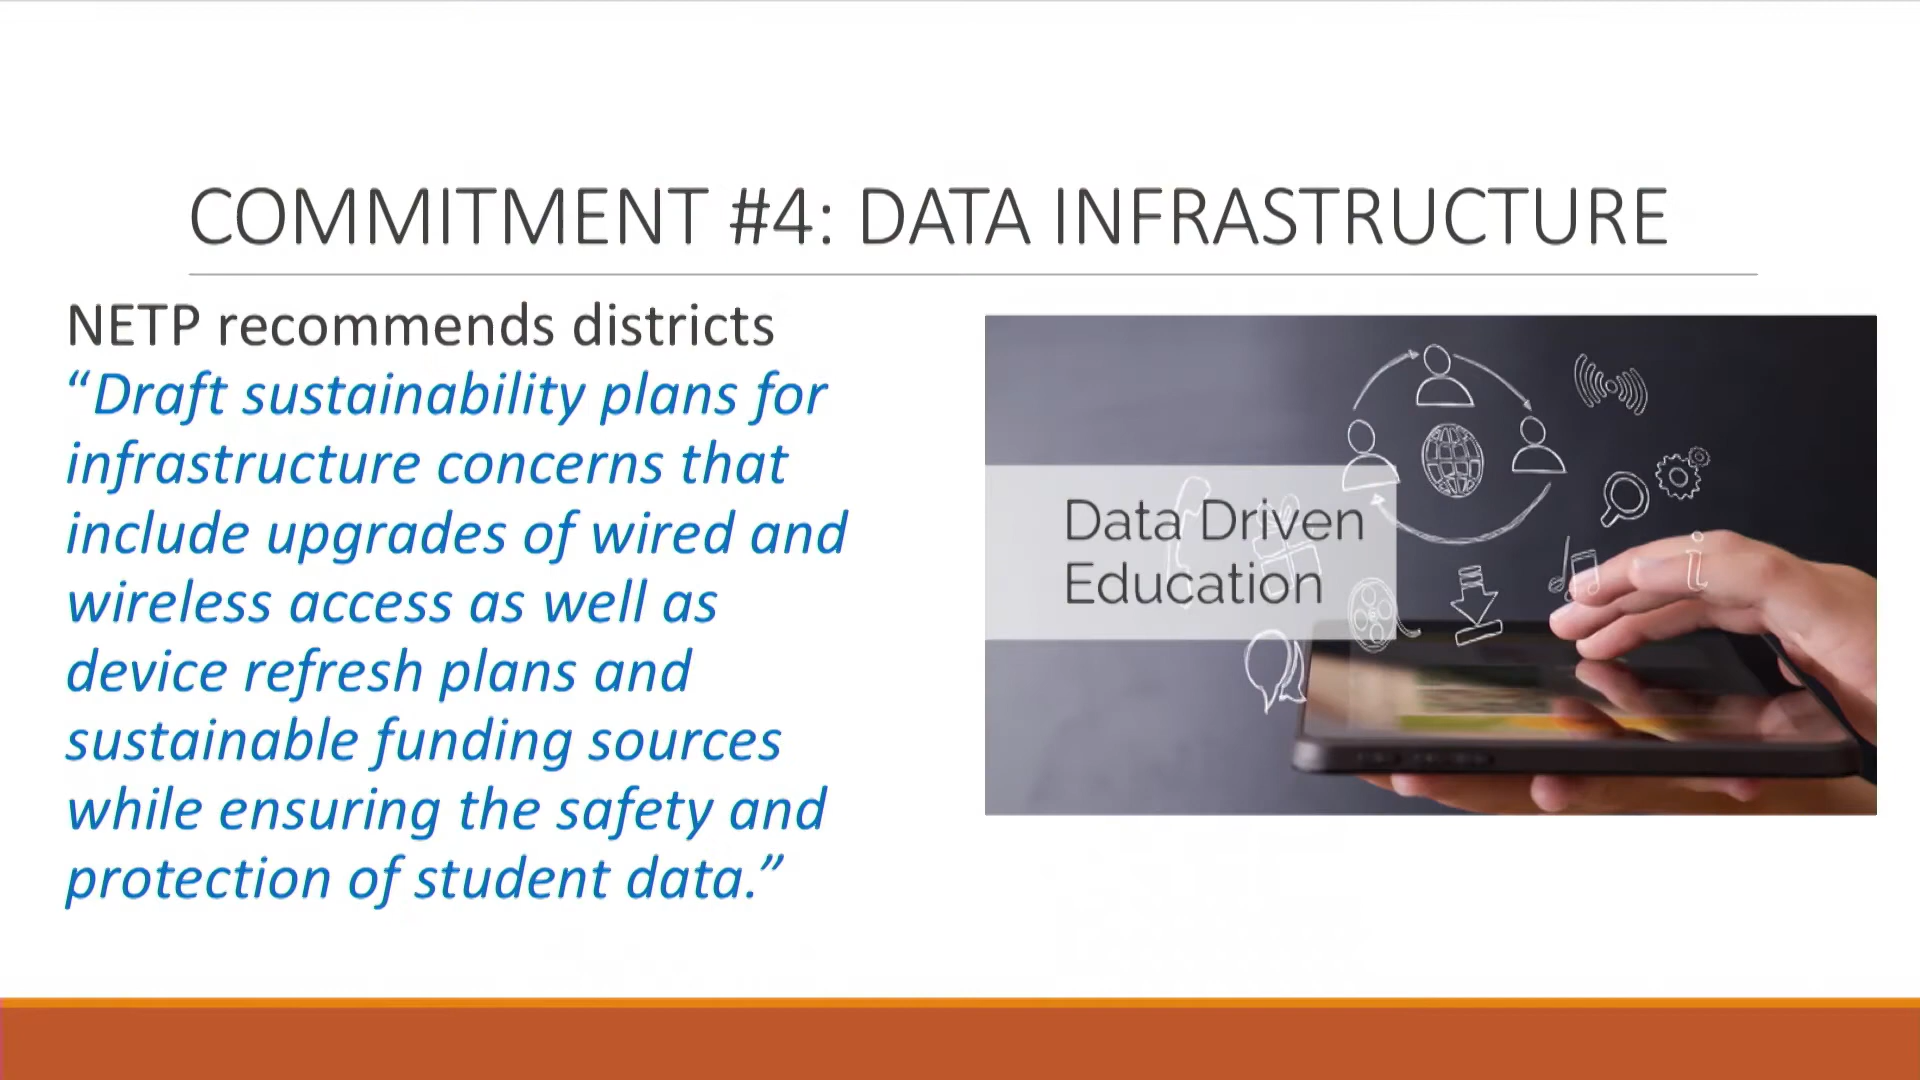 COMMITMENT #4: DATA INFRASTRUCTURE
NETP recommends districts
“Draft sustainability plans for
infrastructure concerns that
include upgrades of wired and
wireless access as well as
device refresh plans and
sustainable funding sources
while ensuring the safety and
protection of student data.”
Data Driven
Education